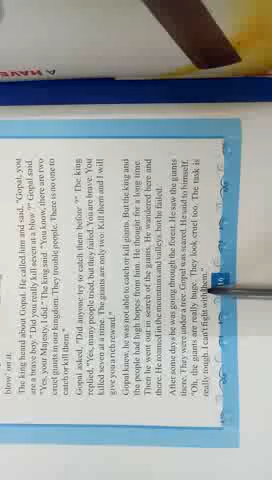 blow' on it.
The king heard about Gopal. He called him and said, "Gopal, you
are a brave boy." Did you really kill seven at a blow ?" Gopal said
"Yes, your Majesty, I did." The king said. "You know, there are two
cruel giants in our kingdom. They trouble people. There is no one to
catch or kill them."
Gopal asked, "Did anyone try to catch them before ?" The king
replied, "Yes, many people tried, but they failed. You are brave. You
killed seven at a time. The giants are only two. Kill them and I will
give you a rich reward."
Gopal knew, he was not able to catch or kill giants. But the king and
the people had high hopes from him. He thought for a long time.
Then he went out in search of the giants. He wandered here and
there. He roamed in the mountains and valleys, but he failed.
After some days he was going through the forest. He saw the giants
there. They were under a tree. Gopal was scared. He said to himself,
"Oh, the giants are really huge. They look cruel too. The task is
really tough. I can't fight with them."
16
A HAVE